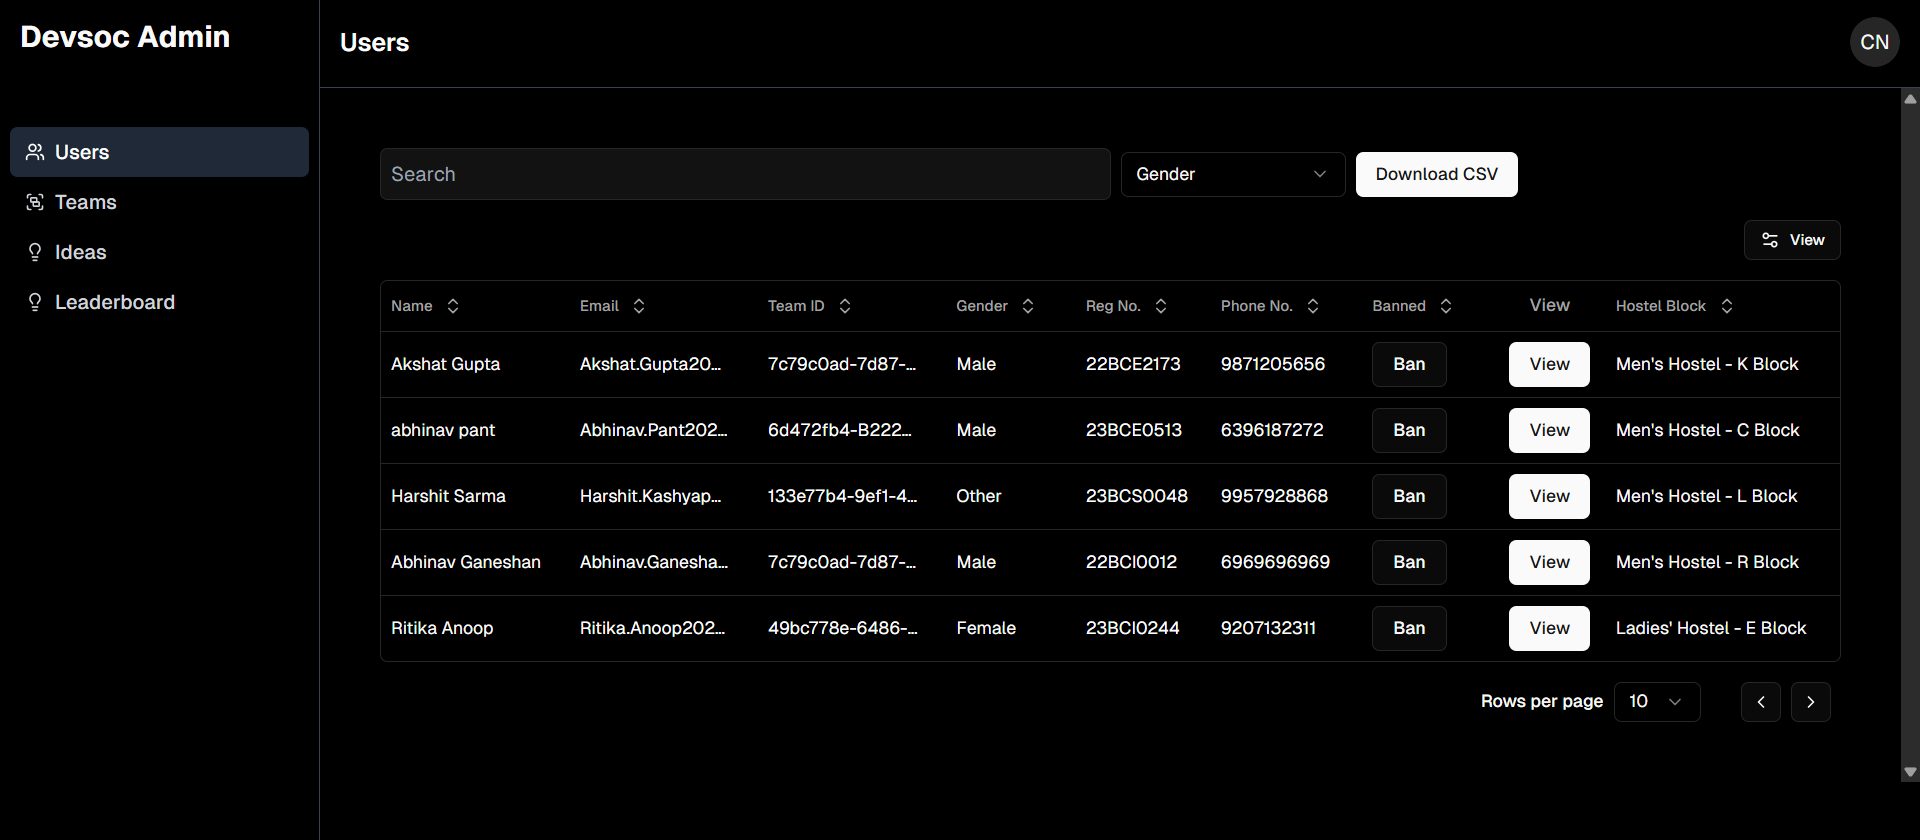 Devsoc Admin
Users
CN
Users
Teams
Ideas
Leaderboard
Search
Gender
Download CSV
View
Name Email Team ID Gender Reg No. Phone No. Banned View Hostel Block
Akshat Gupta Akshat.Gupta20... 7c79c0ad-7d87-... Male 22BCE2173 9871205656 Ban View Men's Hostel - K Block
abhinav pant Abhinav.Pant202... 6d472fb4-B222... Male 23BCE0513 6396187272 Ban View Men's Hostel - C Block
Harshit Sarma Harshit.Kashyap... 133e77b4-9ef1-4... Other 23BCS0048 9957928868 Ban View Men's Hostel - L Block
Abhinav Ganeshan Abhinav.Ganesha... 7c79c0ad-7d87-... Male 22BCI0012 6969696969 Ban View Men's Hostel - R Block
Ritika Anoop Ritika.Anoop202... 49bc778e-6486-... Female 23BCI0244 9207132311 Ban View Ladies' Hostel - E Block
Rows per page 10